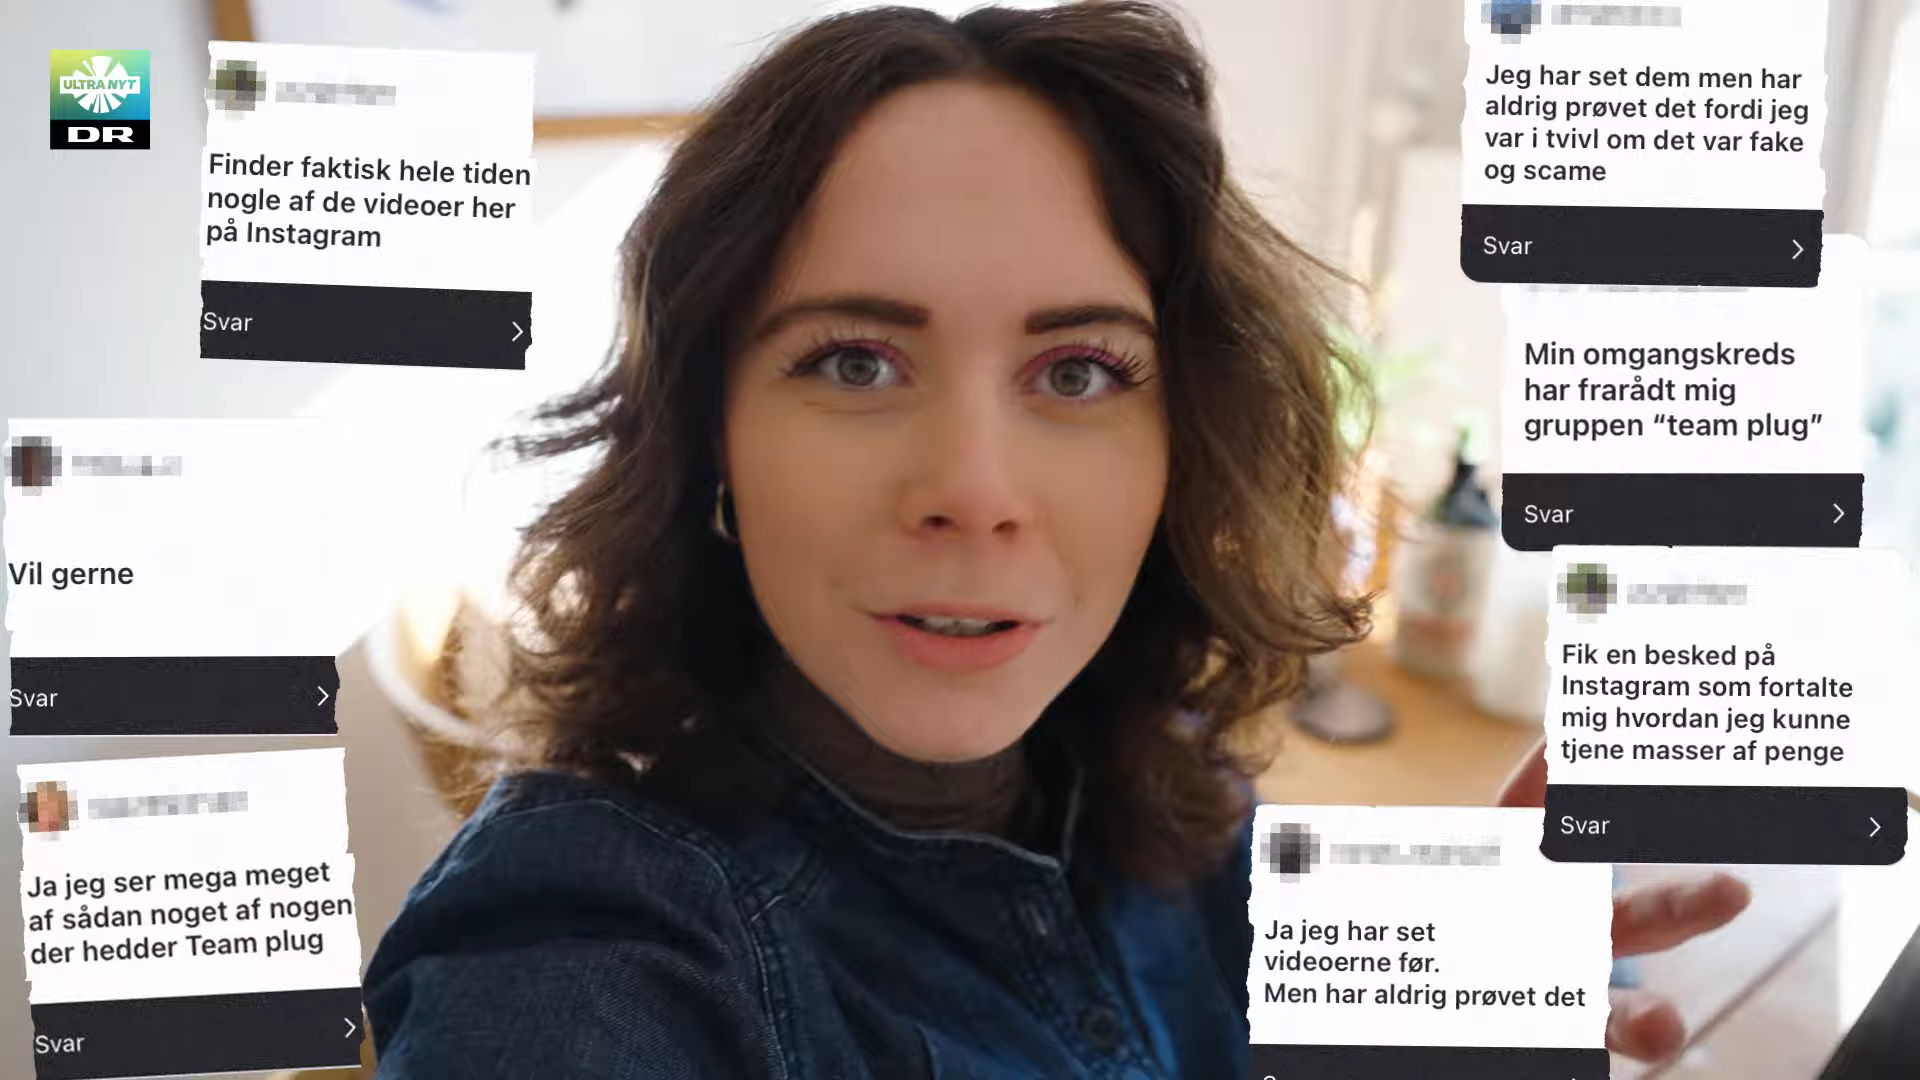 ULTRA NYT
DR
Finder faktisk hele tiden
nogle af de videoer her
på Instagram
Svar
Vil gerne
Svar
Ja jeg ser mega meget
af sådan noget af nogen
der hedder Team plug
Svar
Jeg har set dem men har
aldrig prøvet det fordi jeg
var i tvivl om det var fake
og scame
Svar
Min omgangskreds
har frarådt mig
gruppen “team plug”
Svar
Fik en besked på
Instagram som fortalte
mig hvordan jeg kunne
tjene masser af penge
Svar
Ja jeg har set
videoerne før.
Men har aldrig prøvet det